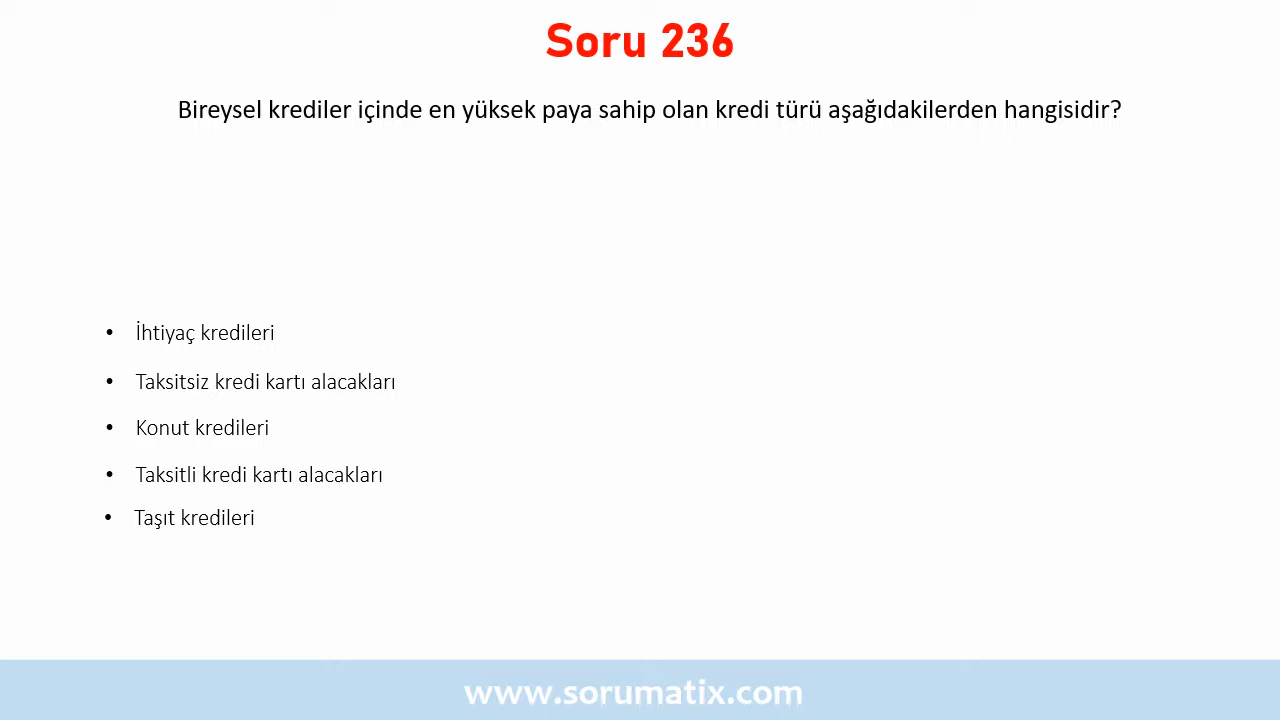 Soru 236
Bireysel krediler içinde en yüksek paya sahip olan kredi türü aşağıdakilerden hangisidir?
• İhtiyaç kredileri
• Taksitsiz kredi kartı alacakları
• Konut kredileri
• Taksitli kredi kartı alacakları
• Taşıt kredileri
www.sorumatix.com